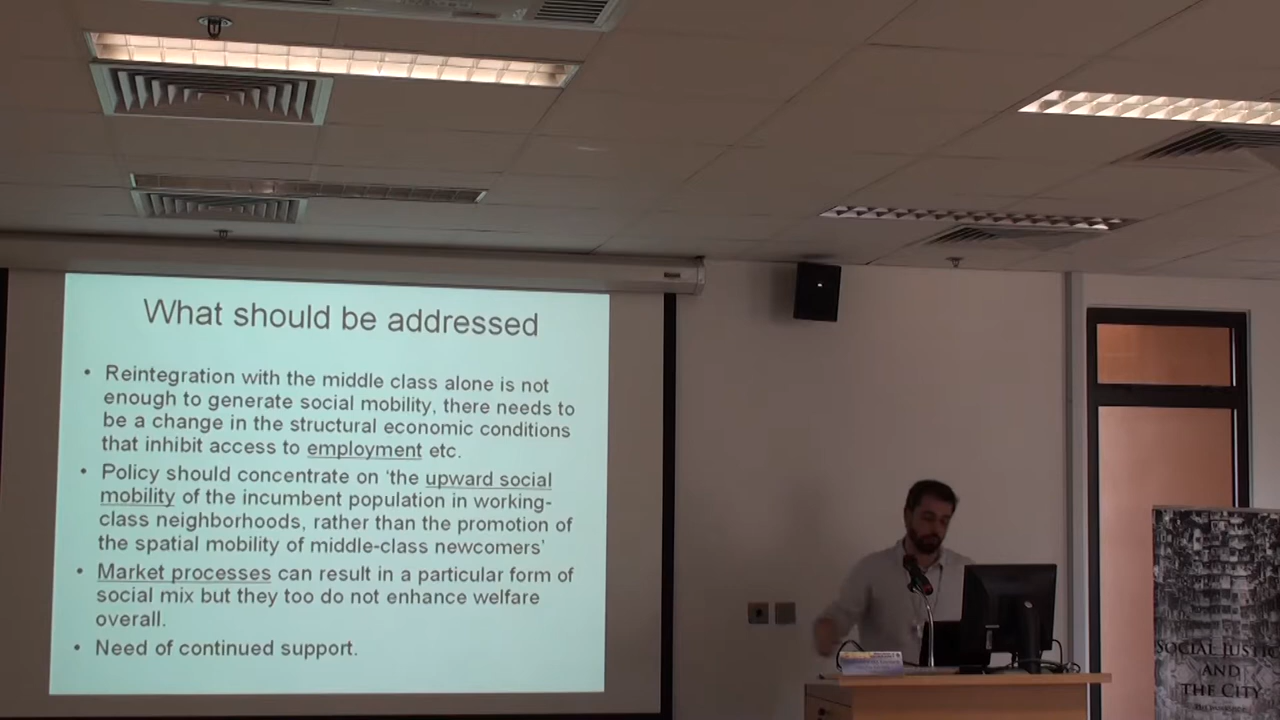 What should be addressed
• Reintegration with the middle class alone is not
enough to generate social mobility, there needs to
be a change in the structural economic conditions
that inhibit access to employment etc.
• Policy should concentrate on 'the upward social
mobility of the incumbent population in working-
class neighborhoods, rather than the promotion of
the spatial mobility of middle-class newcomers'
• Market processes can result in a particular form of
social mix but they too do not enhance welfare
overall.
• Need of continued support.
SOCIAL JUSTIC
AND
THE CITY